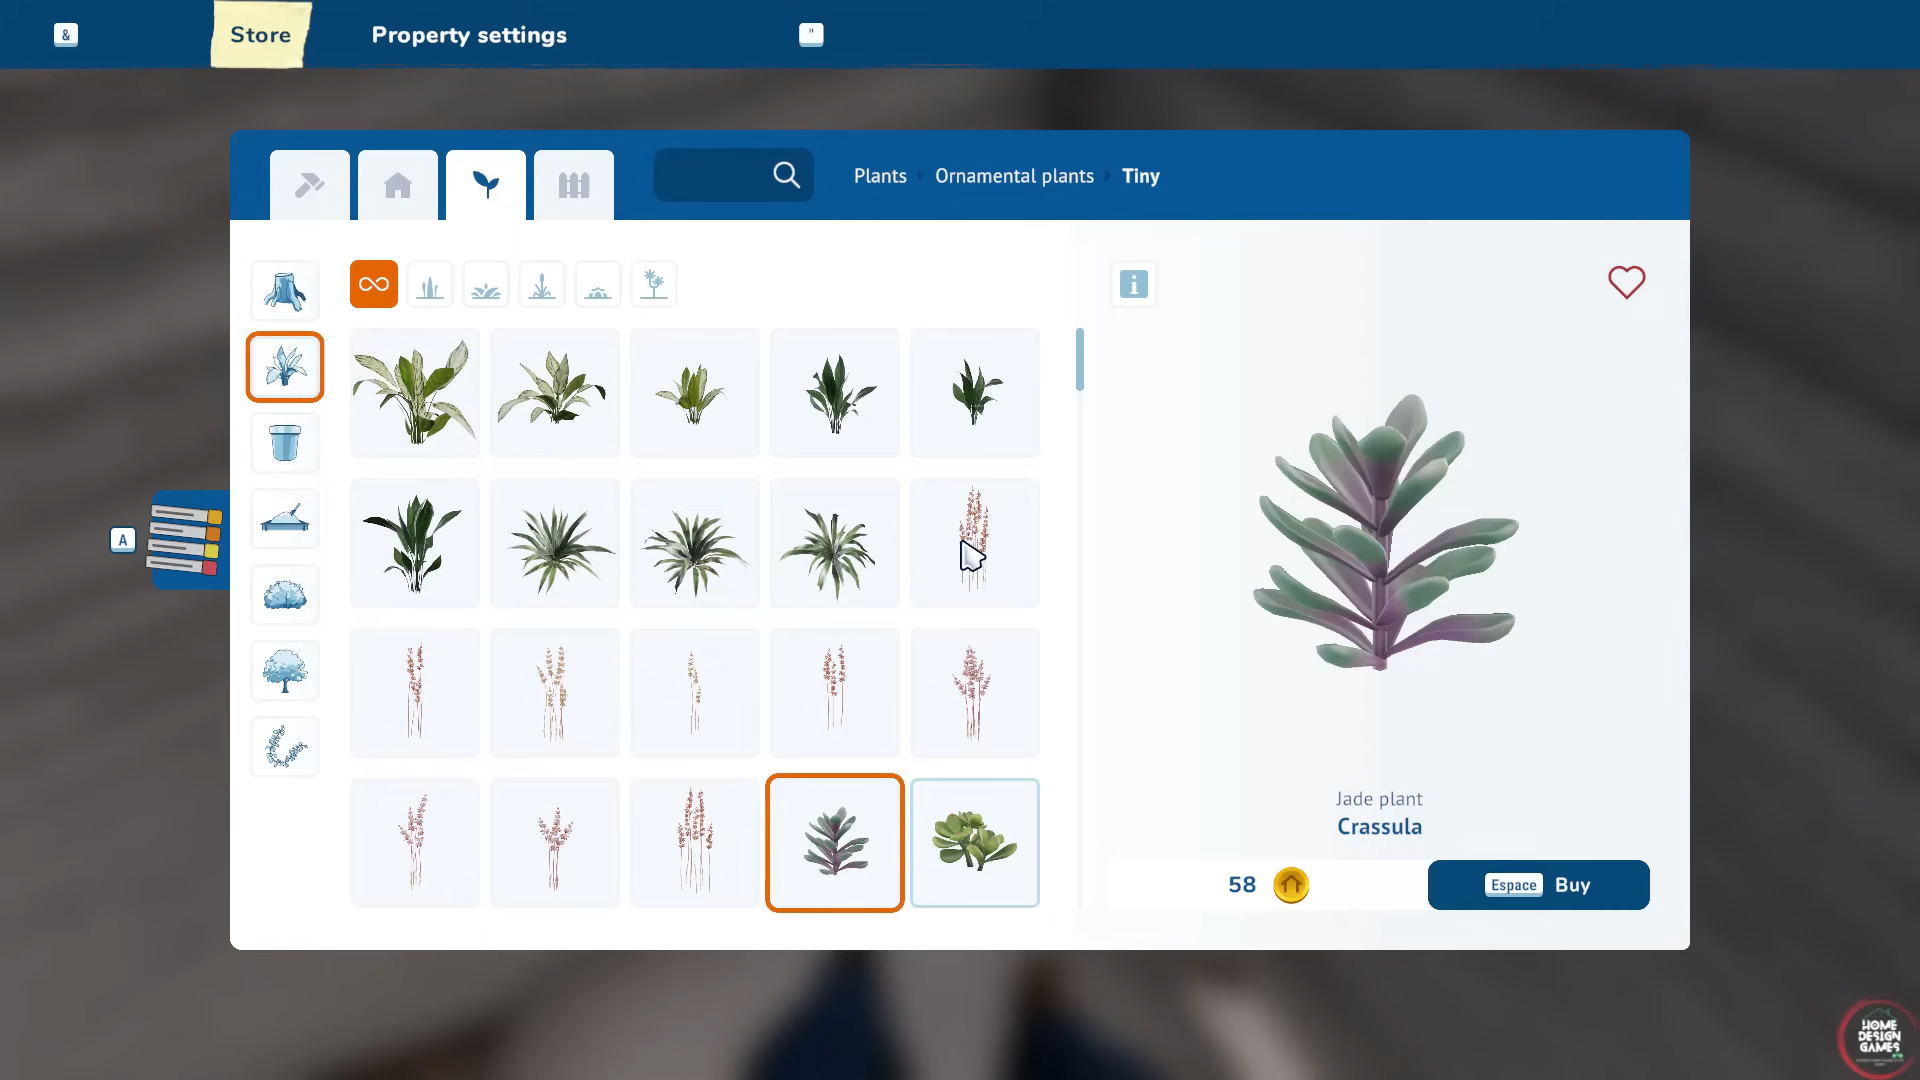 &
Store
Property settings
"
Plants
Ornamental plants
Tiny
i
A
Jade plant
Crassula
58
Espace
Buy
HOME
DESIGN
GAMES